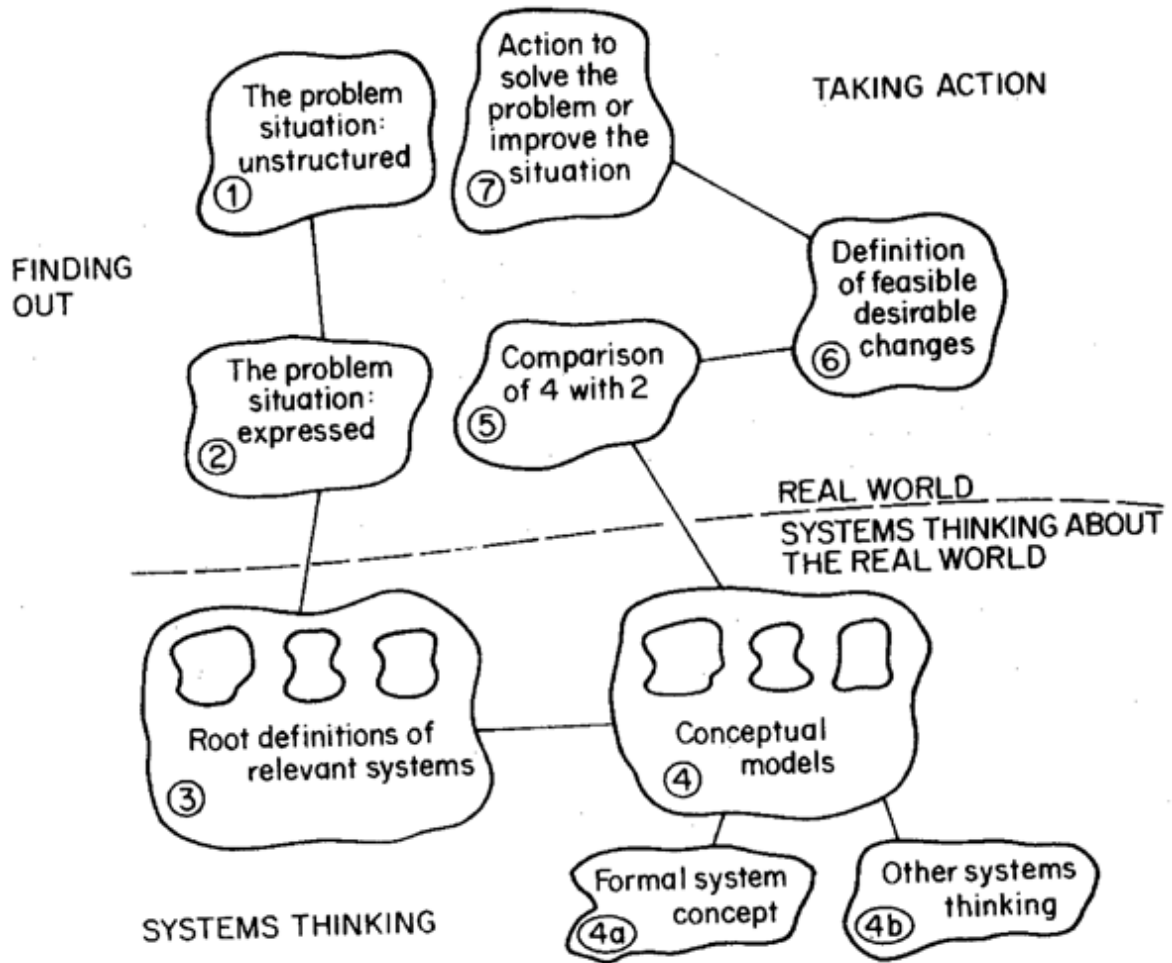 The problem
situation:
unstructured
1
Action to
solve the
problem or
improve the
situation
7
TAKING ACTION
FINDING
OUT
The problem
situation:
expressed
2
Comparison
of 4 with 2
5
Definition
of feasible
desirable
changes
6
REAL WORLD
SYSTEMS THINKING ABOUT
THE REAL WORLD
Root definitions of
relevant systems
3
Conceptual
models
4
Formal system
concept
4a
Other systems
thinking
4b
SYSTEMS THINKING